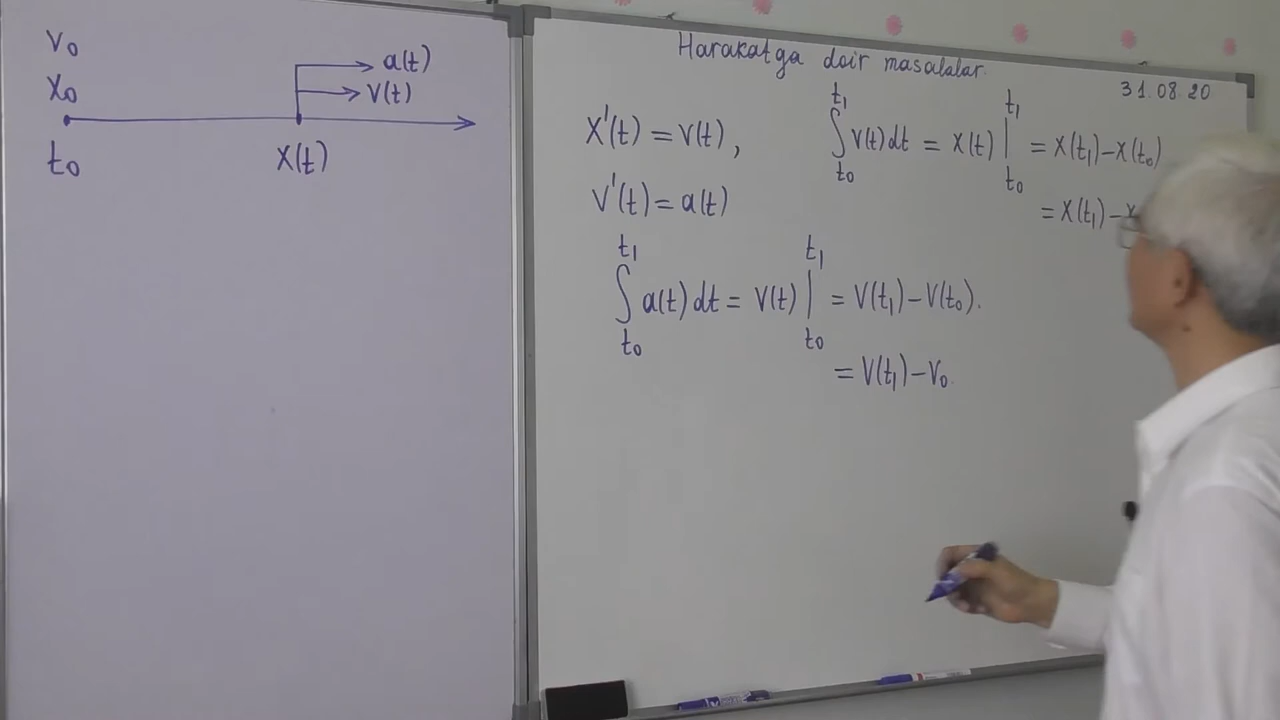 v₀
x₀
a(t)
v(t)
t₀
x(t)
Harakatga doir masalalar.
31.08.20
x'(t) = v(t),
∫_{t₀}^{t₁} v(t)dt = x(t) |_{t₀}^{t₁} = x(t₁) – x(t₀)
= x(t₁) –
v'(t) = a(t)
∫_{t₀}^{t₁} a(t)dt = v(t) |_{t₀}^{t₁} = v(t₁) – v(t₀).
= v(t₁) – v₀.